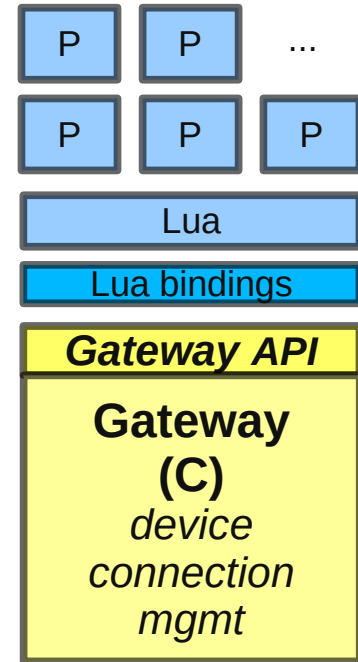 P P ...
P P P
Lua
Lua bindings
Gateway API
Gateway
(C)
device
connection
mgmt